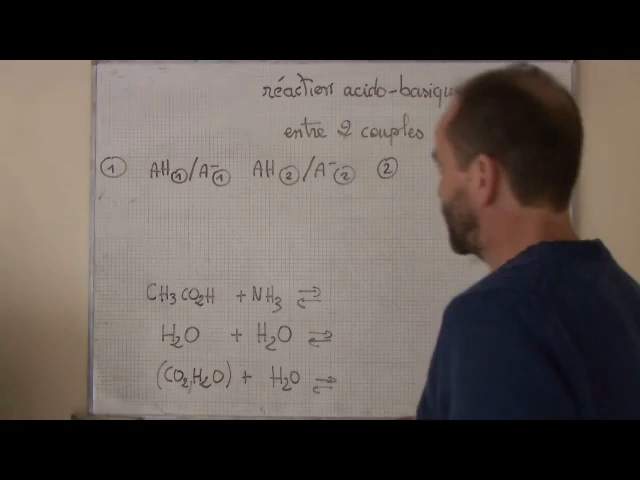 réaction acido-basique
entre 2 couples
① AH① / A⁻① AH② / A⁻② ②
CH₃CO₂H + NH₃ ⇌
H₂O + H₂O ⇌
(CO₂,H₂O) + H₂O ⇌